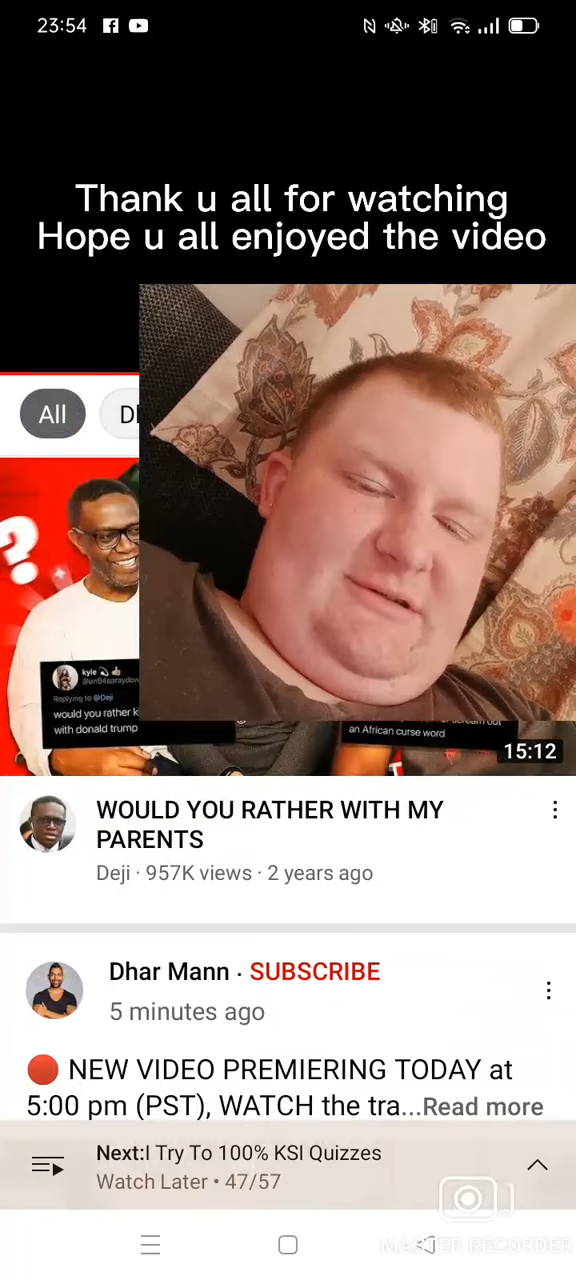 23:54
Thank u all for watching
Hope u all enjoyed the video
All
?
kyle
Replying to @Deji
would you rather k
with donald trump
an African curse word
15:12
WOULD YOU RATHER WITH MY
PARENTS
Deji · 957K views · 2 years ago
Dhar Mann · SUBSCRIBE
5 minutes ago
NEW VIDEO PREMIERING TODAY at
5:00 pm (PST), WATCH the tra...Read more
Next:I Try To 100% KSI Quizzes
Watch Later • 47/57
MASTER RECORDER